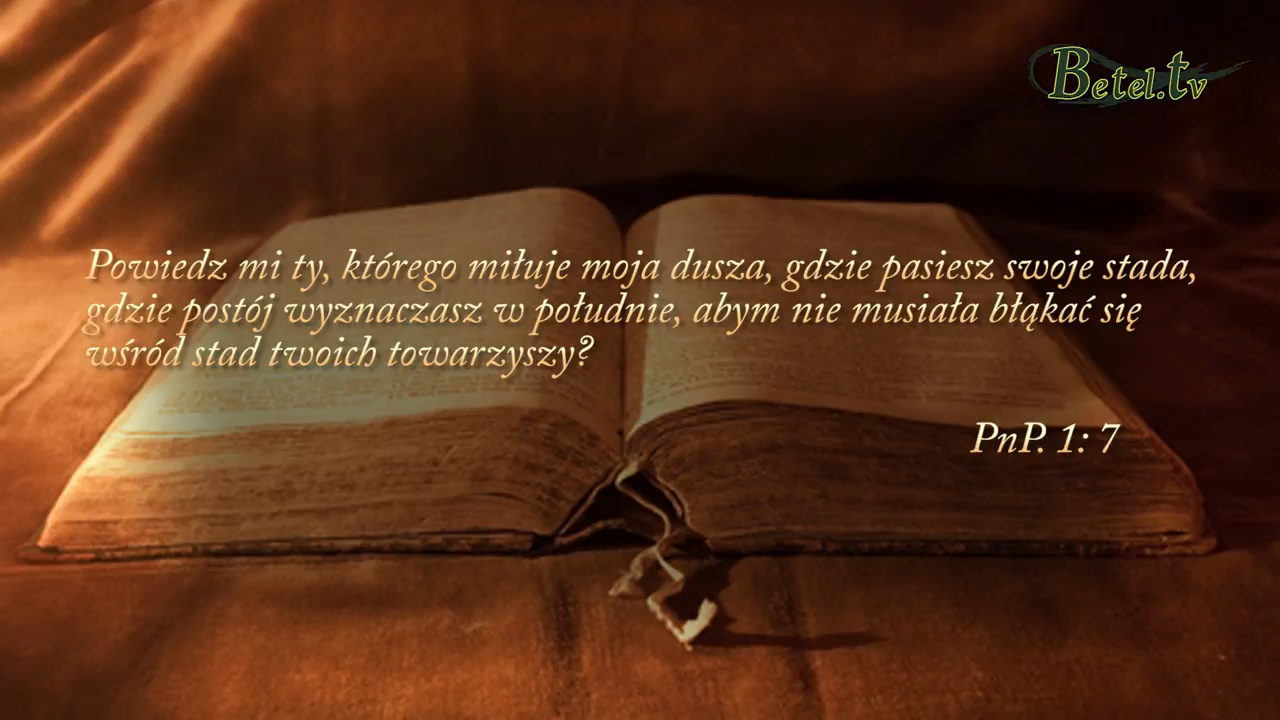 Betel.tv
Powiedz mi ty, którego miłuje moja dusza, gdzie pasiesz swoje stada,
gdzie postój wyznaczasz w południe, abym nie musiała błąkać się
wśród stad twoich towarzyszy?
PnP. 1: 7